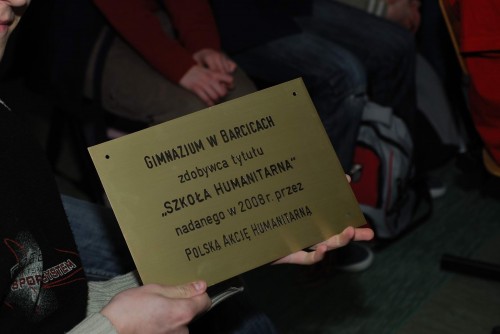 GIMNAZJUM W BARCICACH
zdobywca tytułu
„SZKOŁA HUMANITARNA"
nadanego w 2008 r. przez
POLSKĄ AKCJĘ HUMANITARNĄ